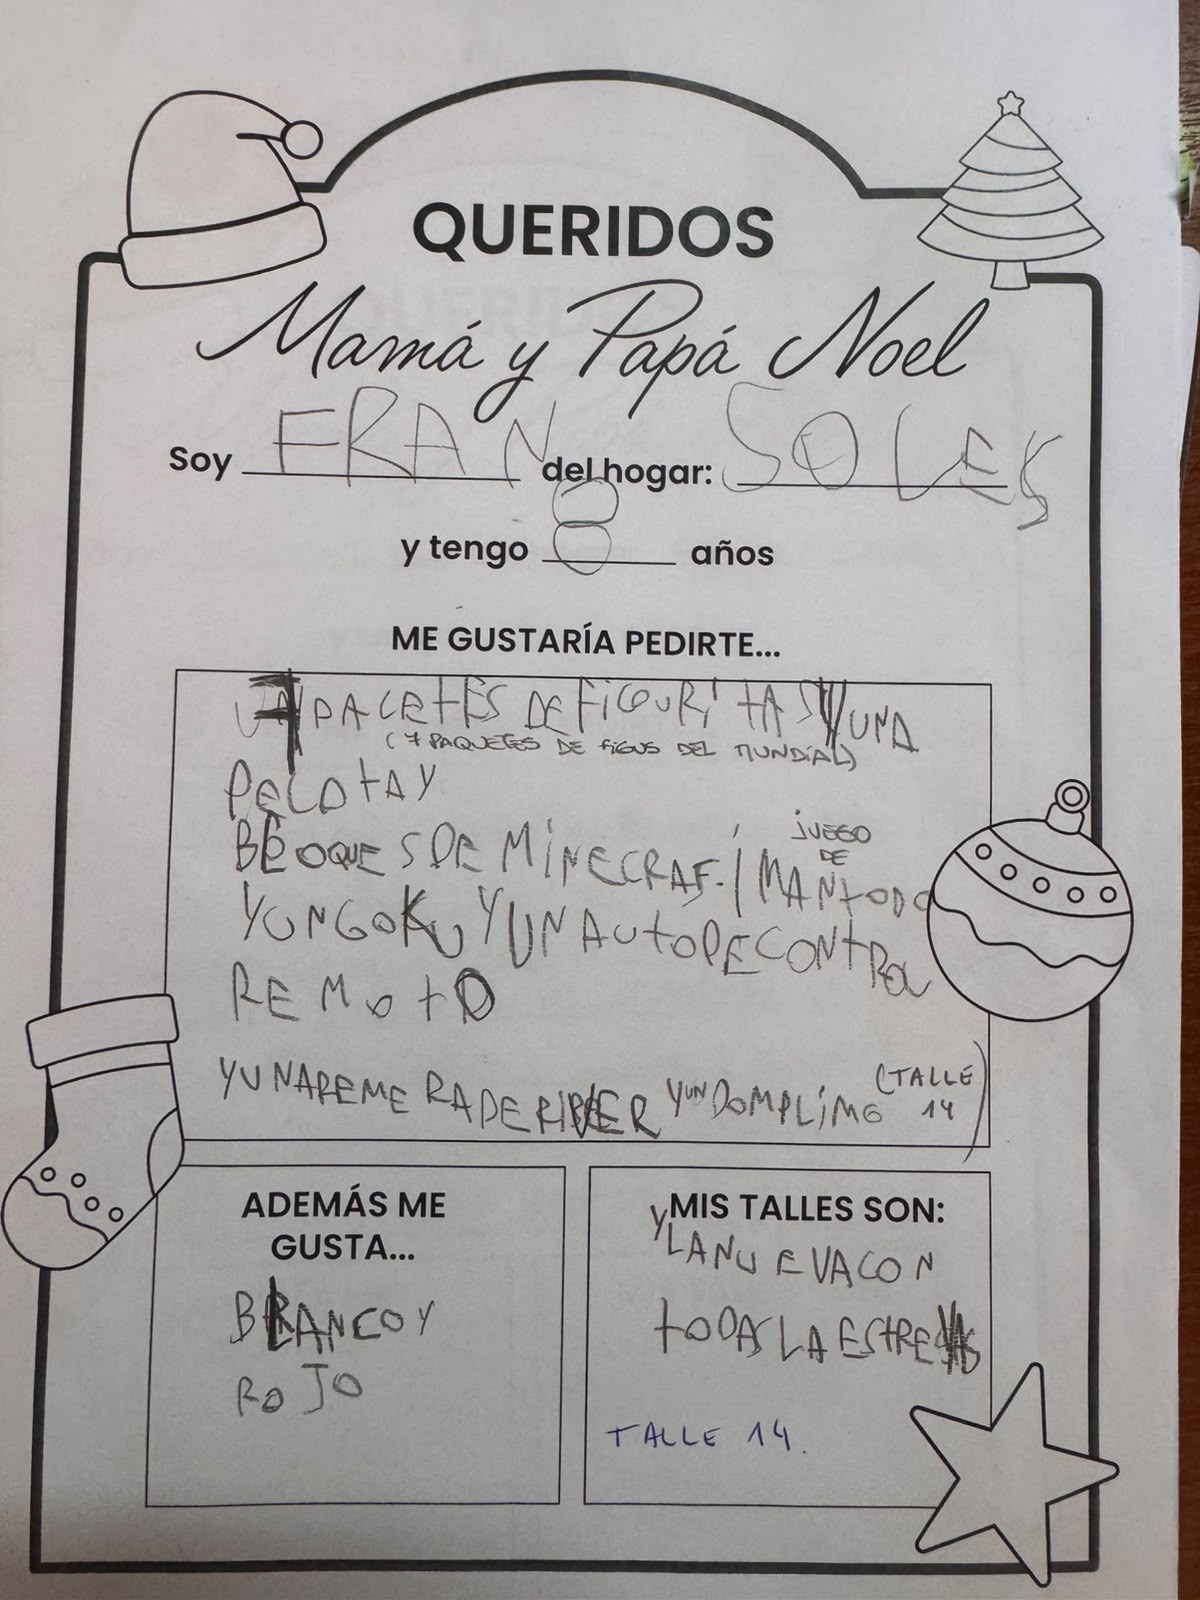 QUERIDOS
Mamá y Papá Noel
Soy FRAN del hogar: SOLES
y tengo 8 años
ME GUSTARÍA PEDIRTE...
7 PACETES DE FIGURITAS Y UNA
(7 PAQUETES DE FIGUS DEL MUNDIAL)
PELOTA Y
BLOQUES DE MINECRAF. / JUEGO DE MANTODO
Y UN GOKU Y UN AUTO DE CONTROL
REMOTO
Y UNA REMERA DE RIVER Y UN DOMPLIMG (TALLE 14)
ADEMÁS ME
GUSTA...
BLANCO Y
ROJO
MIS TALLES SON:
Y LA NUEVA CON
TODAS LA ESTREYAS
TALLE 14.